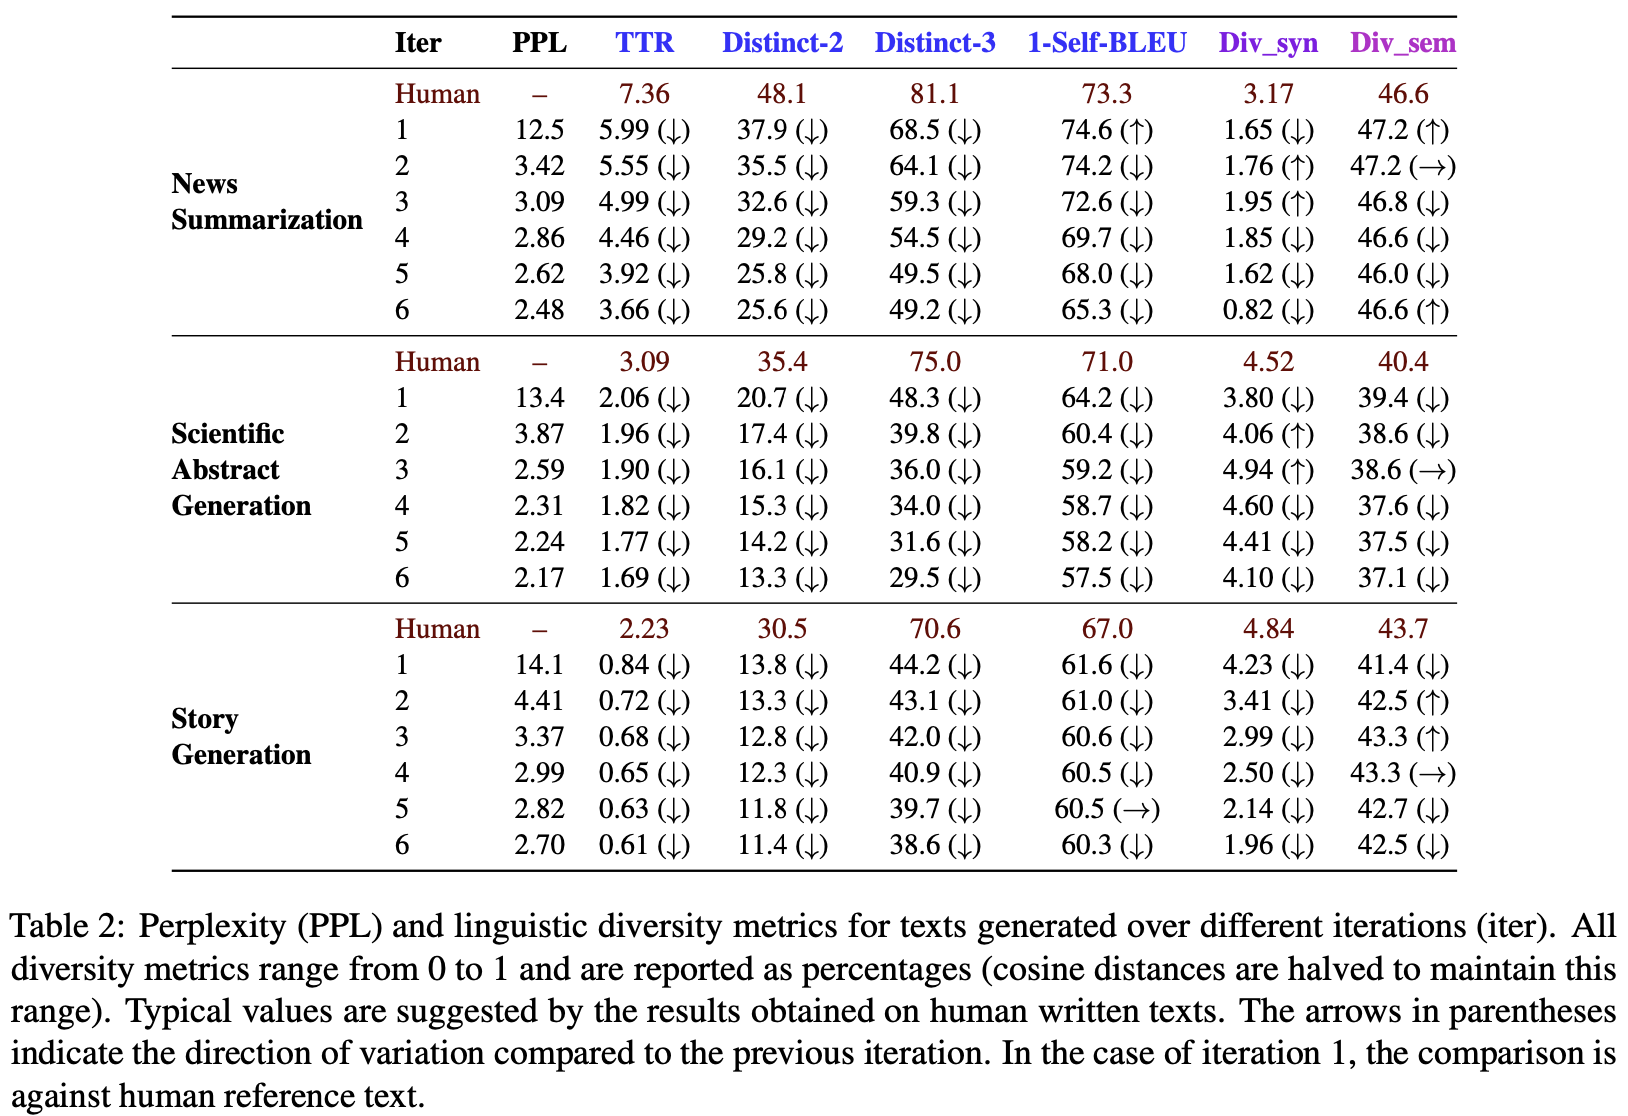 Iter PPL TTR Distinct-2 Distinct-3 1-Self-BLEU Div_syn Div_sem
News Summarization
Human – 7.36 48.1 81.1 73.3 3.17 46.6
1 12.5 5.99 (↓) 37.9 (↓) 68.5 (↓) 74.6 (↑) 1.65 (↓) 47.2 (↑)
2 3.42 5.55 (↓) 35.5 (↓) 64.1 (↓) 74.2 (↓) 1.76 (↑) 47.2 (→)
3 3.09 4.99 (↓) 32.6 (↓) 59.3 (↓) 72.6 (↓) 1.95 (↑) 46.8 (↓)
4 2.86 4.46 (↓) 29.2 (↓) 54.5 (↓) 69.7 (↓) 1.85 (↓) 46.6 (↓)
5 2.62 3.92 (↓) 25.8 (↓) 49.5 (↓) 68.0 (↓) 1.62 (↓) 46.0 (↓)
6 2.48 3.66 (↓) 25.6 (↓) 49.2 (↓) 65.3 (↓) 0.82 (↓) 46.6 (↑)
Scientific Abstract Generation
Human – 3.09 35.4 75.0 71.0 4.52 40.4
1 13.4 2.06 (↓) 20.7 (↓) 48.3 (↓) 64.2 (↓) 3.80 (↓) 39.4 (↓)
2 3.87 1.96 (↓) 17.4 (↓) 39.8 (↓) 60.4 (↓) 4.06 (↑) 38.6 (↓)
3 2.59 1.90 (↓) 16.1 (↓) 36.0 (↓) 59.2 (↓) 4.94 (↑) 38.6 (→)
4 2.31 1.82 (↓) 15.3 (↓) 34.0 (↓) 58.7 (↓) 4.60 (↓) 37.6 (↓)
5 2.24 1.77 (↓) 14.2 (↓) 31.6 (↓) 58.2 (↓) 4.41 (↓) 37.5 (↓)
6 2.17 1.69 (↓) 13.3 (↓) 29.5 (↓) 57.5 (↓) 4.10 (↓) 37.1 (↓)
Story Generation
Human – 2.23 30.5 70.6 67.0 4.84 43.7
1 14.1 0.84 (↓) 13.8 (↓) 44.2 (↓) 61.6 (↓) 4.23 (↓) 41.4 (↓)
2 4.41 0.72 (↓) 13.3 (↓) 43.1 (↓) 61.0 (↓) 3.41 (↓) 42.5 (↑)
3 3.37 0.68 (↓) 12.8 (↓) 42.0 (↓) 60.6 (↓) 2.99 (↓) 43.3 (↑)
4 2.99 0.65 (↓) 12.3 (↓) 40.9 (↓) 60.5 (↓) 2.50 (↓) 43.3 (→)
5 2.82 0.63 (↓) 11.8 (↓) 39.7 (↓) 60.5 (→) 2.14 (↓) 42.7 (↓)
6 2.70 0.61 (↓) 11.4 (↓) 38.6 (↓) 60.3 (↓) 1.96 (↓) 42.5 (↓)
Table 2: Perplexity (PPL) and linguistic diversity metrics for texts generated over different iterations (iter). All
diversity metrics range from 0 to 1 and are reported as percentages (cosine distances are halved to maintain this
range). Typical values are suggested by the results obtained on human written texts. The arrows in parentheses
indicate the direction of variation compared to the previous iteration. In the case of iteration 1, the comparison is
against human reference text.